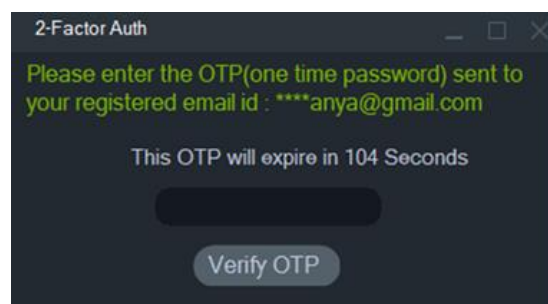 2-Factor Auth
Please enter the OTP(one time password) sent to
your registered email id : ****anya@gmail.com
This OTP will expire in 104 Seconds
Verify OTP